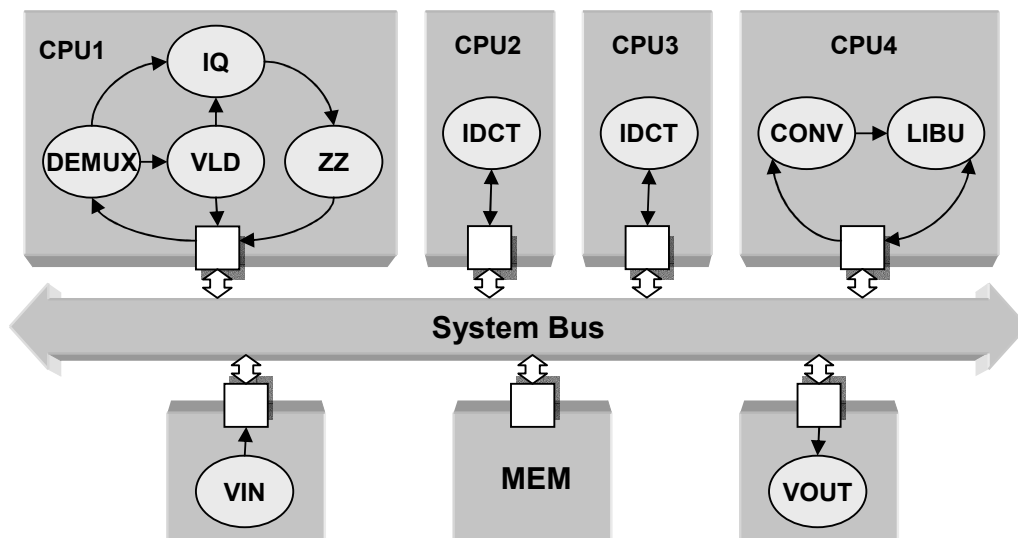 CPU1
IQ
DEMUX
VLD
ZZ
CPU2
IDCT
CPU3
IDCT
CPU4
CONV
LIBU
System Bus
VIN
MEM
VOUT